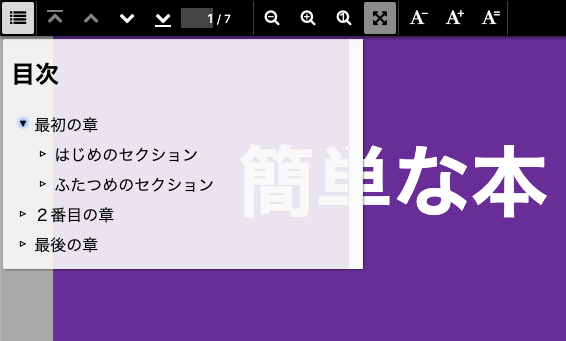 1 / 7
1
A− A+ A=
目次
最初の章
はじめのセクション
ふたつめのセクション
２番目の章
最後の章
簡単な本